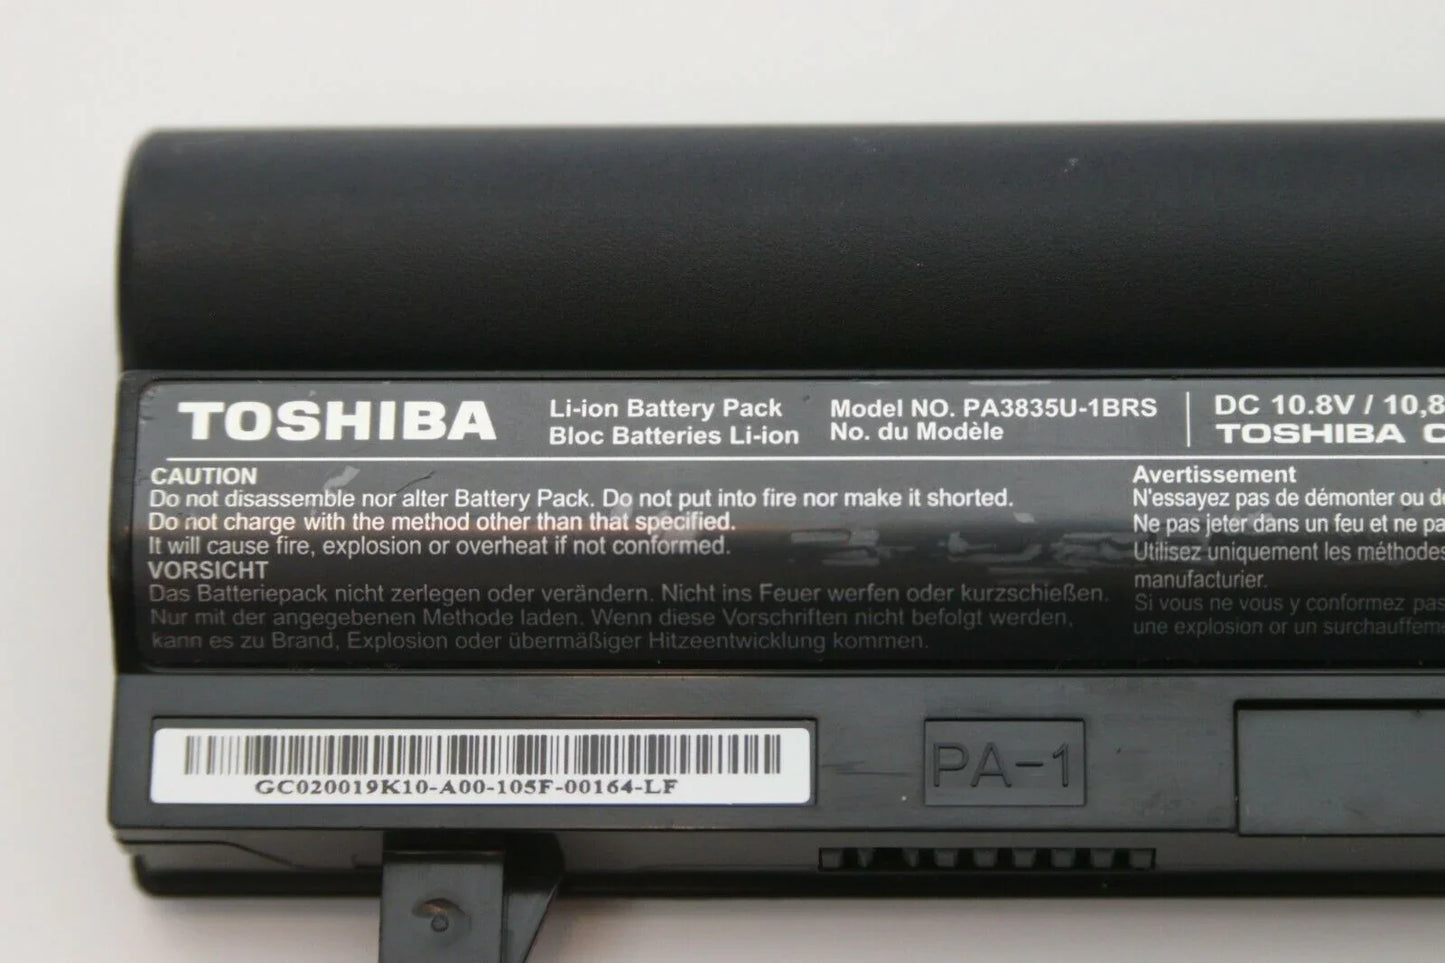 TOSHIBA
Li-ion Battery Pack
Bloc Batteries Li-ion
Model NO. PA3835U-1BRS
No. du Modèle
DC 10.8V / 10,8
TOSHIBA
CAUTION
Do not disassemble nor alter Battery Pack. Do not put into fire nor make it shorted.
Do not charge with the method other than that specified.
It will cause fire, explosion or overheat if not conformed.
VORSICHT
Das Batteriepack nicht zerlegen oder verändern. Nicht ins Feuer werfen oder kurzschießen.
Nur mit der angegebenen Methode laden. Wenn diese Vorschriften nicht befolgt werden,
kann es zu Brand, Explosion oder übermäßiger Hitzeentwicklung kommen.
Avertissement
N'essayez pas de démonter ou
Ne pas jeter dans un feu et ne pa
Utilisez uniquement les méthodes
manufacturier.
Si vous ne vous y conformez pas
une explosion or un surchauffem
GC020019K10-A00-105F-00164-LF
PA-1